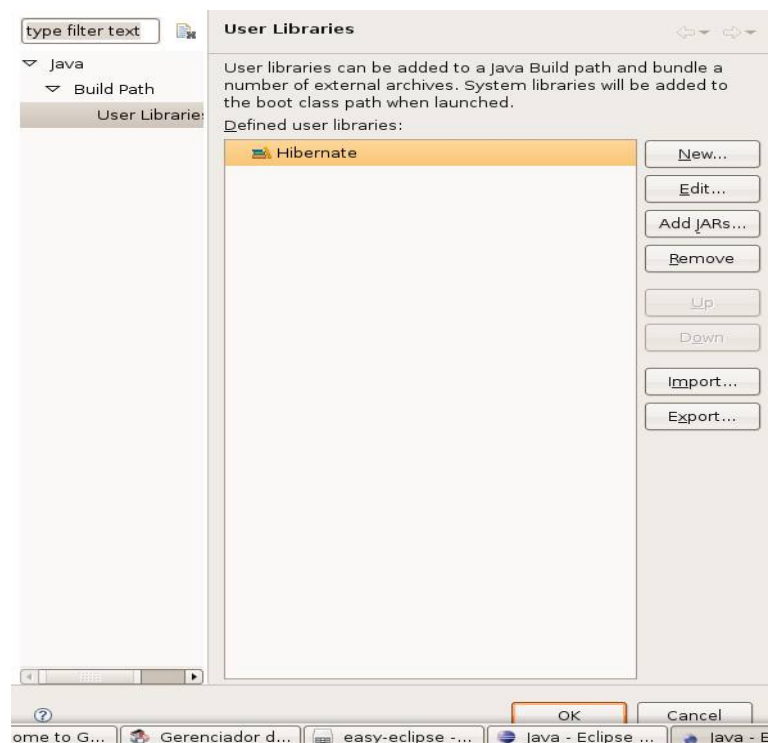 type filter text
User Libraries
Java
Build Path
User Librarie
User libraries can be added to a Java Build path and bundle a
number of external archives. System libraries will be added to
the boot class path when launched.
Defined user libraries:
Hibernate
New...
Edit...
Add JARs...
Remove
Up
Down
Import...
Export...
OK
Cancel
ome to G...
Gerenciador d...
easy-eclipse -...
Java - Eclipse ...
Java - E